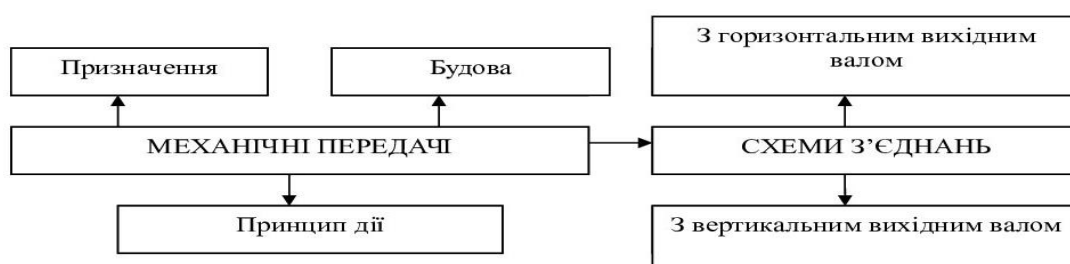 З горизонтальним вихідним
валом
Призначення
Будова
МЕХАНІЧНІ ПЕРЕДАЧІ
СХЕМИ З’ЄДНАНЬ
Принцип дії
З вертикальним вихідним валом